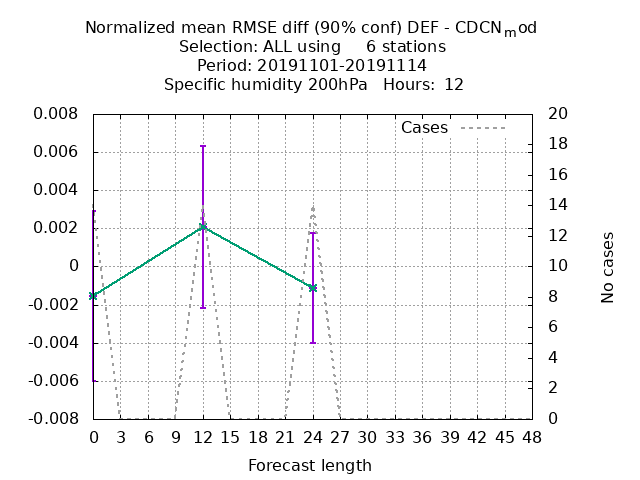 Normalized mean RMSE diff (90% conf) DEF - CDCNmod
Selection: ALL using     6 stations
Period: 20191101-20191114
Specific humidity 200hPa   Hours:  12
Cases
0.008
0.006
0.004
0.002
0
-0.002
-0.004
-0.006
-0.008
20
18
16
14
12
10
8
6
4
2
0
No cases
0 3 6 9 12 15 18 21 24 27 30 33 36 39 42 45 48
Forecast length